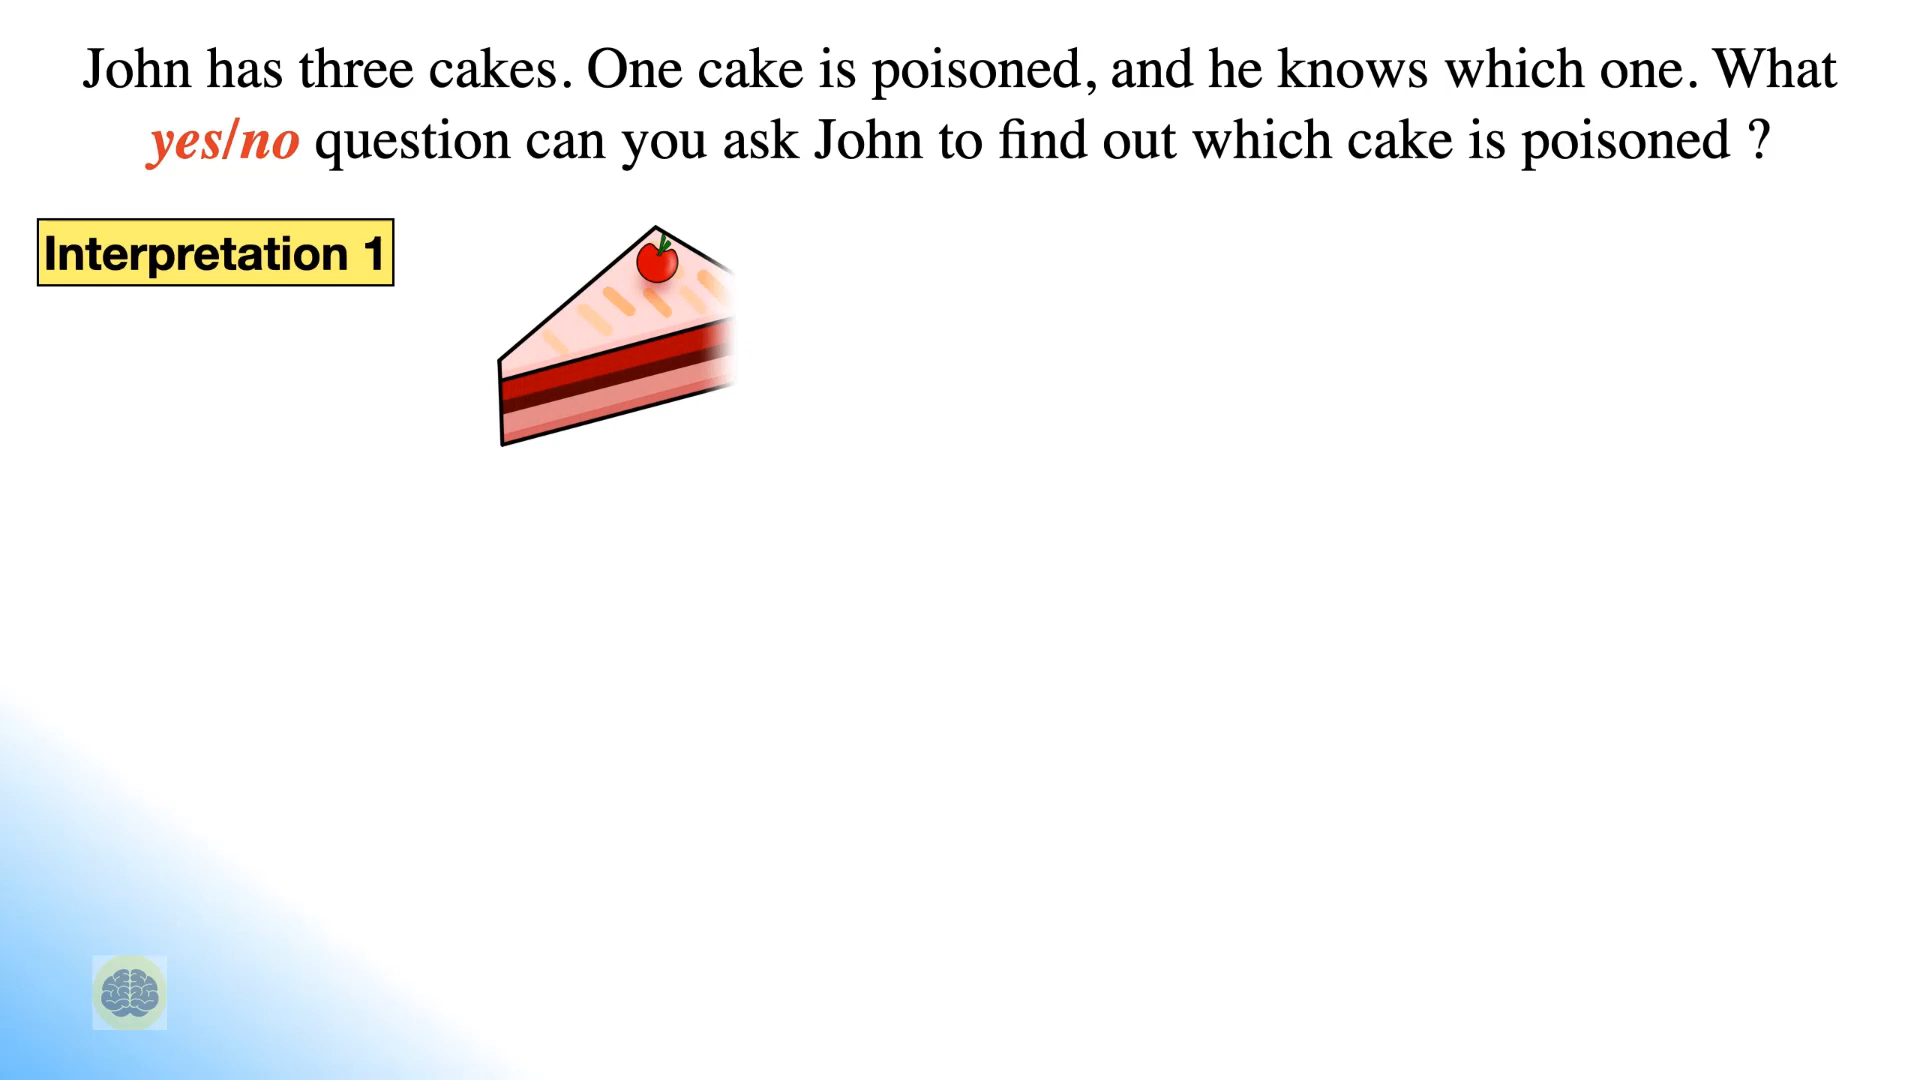 John has three cakes. One cake is poisoned, and he knows which one. What
yes/no question can you ask John to find out which cake is poisoned ?
Interpretation 1